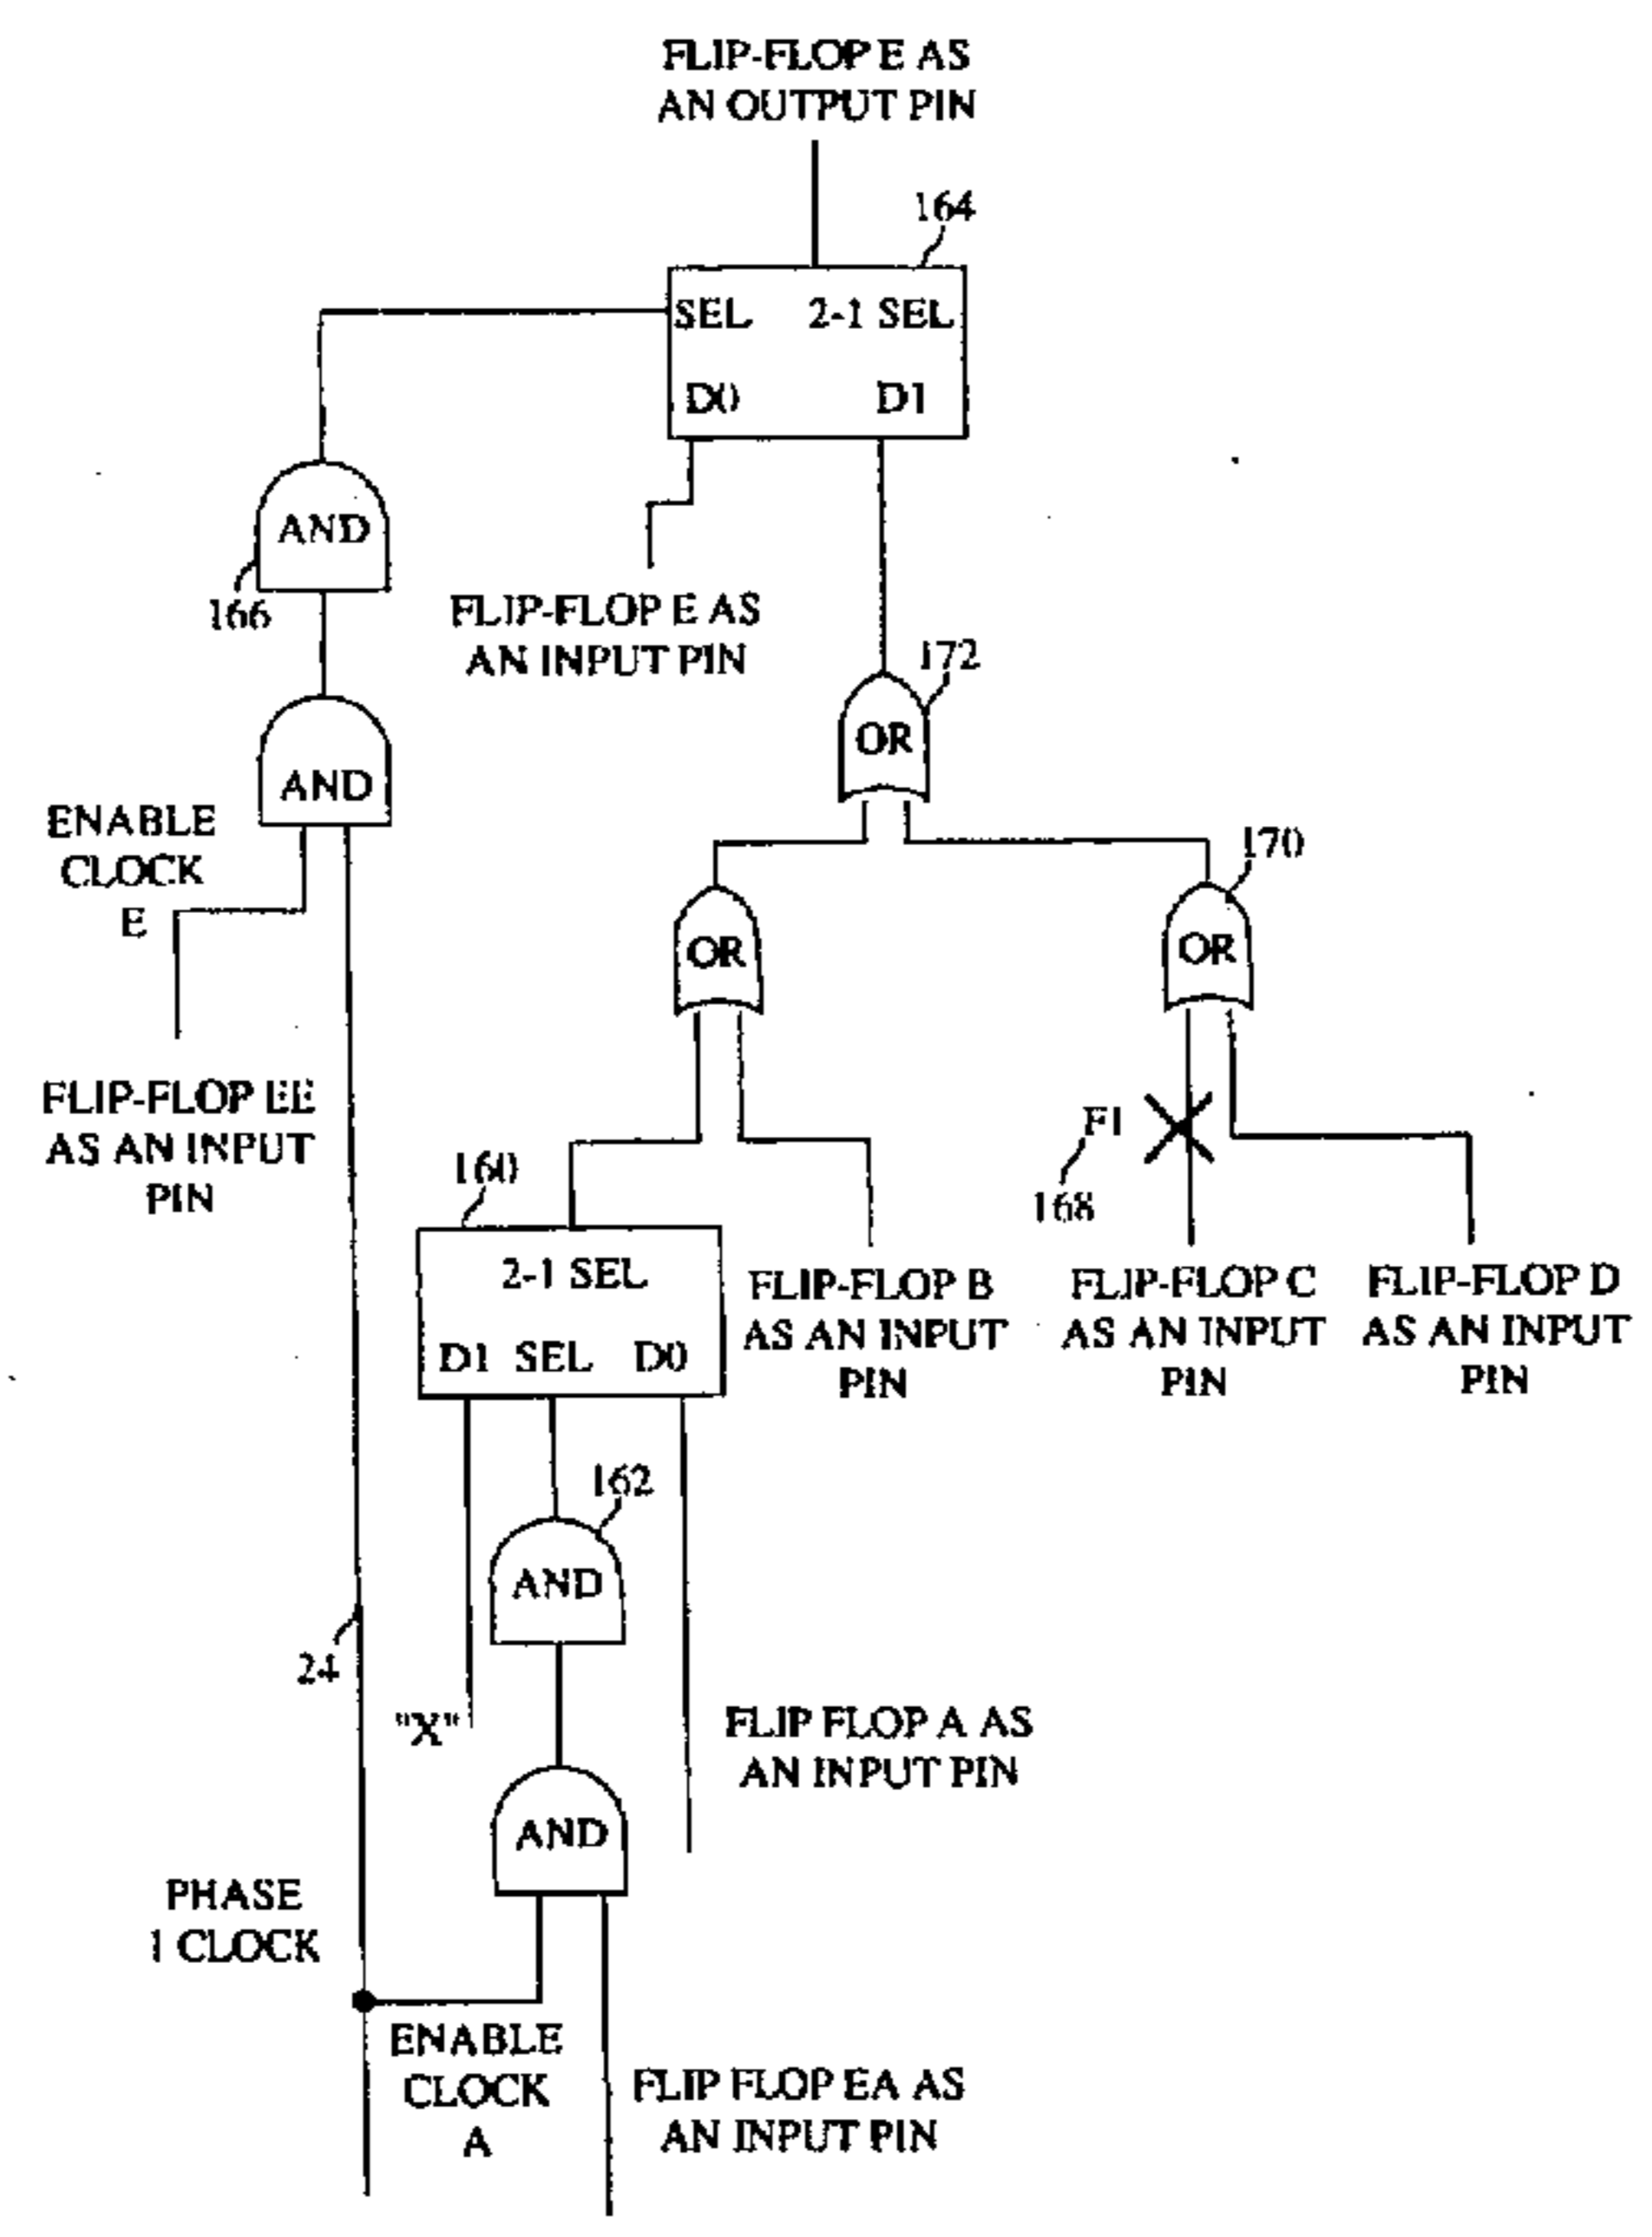 FLIP-FLOP E AS
AN OUTPUT PIN
164
SEL 2-1 SEL
D0 D1
AND
166
FLIP-FLOP E AS
AN INPUT PIN
172
OR
AND
ENABLE
CLOCK
E
170
OR
OR
FLIP-FLOP EE
AS AN INPUT
PIN
F1
168
160
2-1 SEL
D1 SEL D0
FLIP-FLOP B
AS AN INPUT
PIN
FLIP-FLOP C
AS AN INPUT
PIN
FLIP-FLOP D
AS AN INPUT
PIN
162
AND
24
"X"
FLIP FLOP A AS
AN INPUT PIN
AND
PHASE
1 CLOCK
ENABLE
CLOCK
A
FLIP FLOP EA AS
AN INPUT PIN